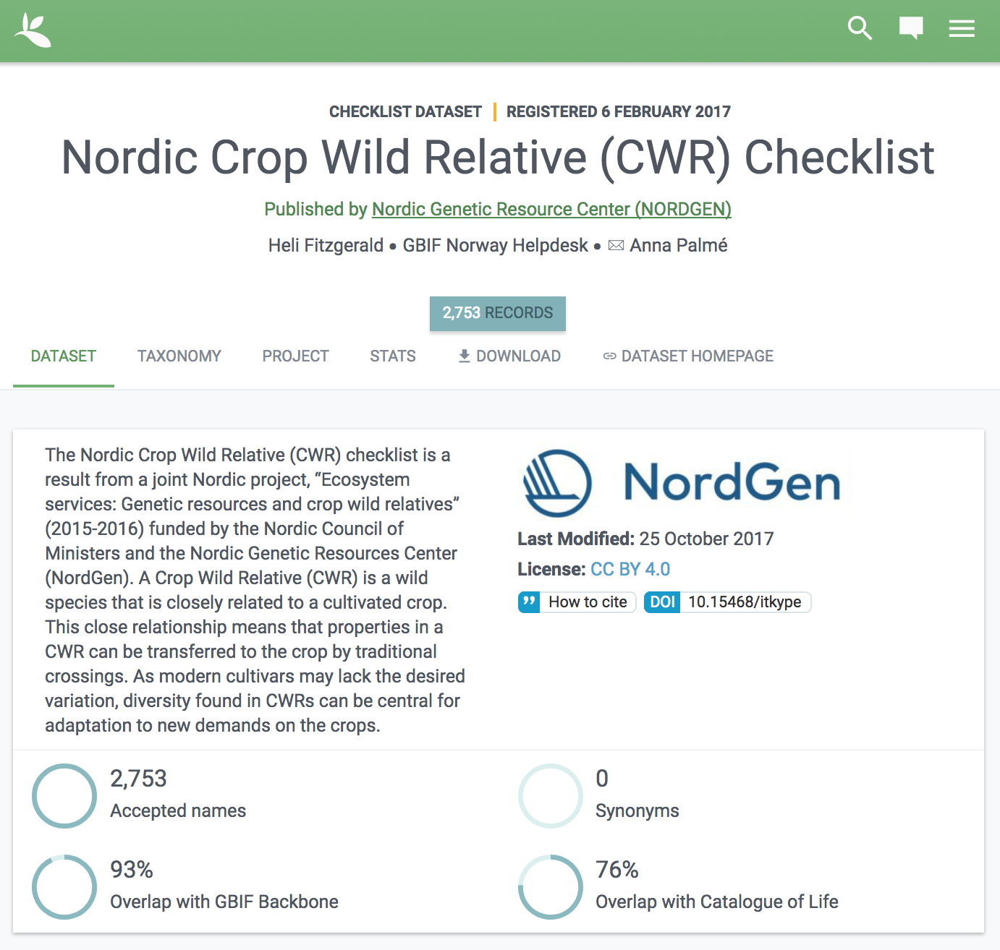 CHECKLIST DATASET | REGISTERED 6 FEBRUARY 2017
Nordic Crop Wild Relative (CWR) Checklist
Published by Nordic Genetic Resource Center (NORDGEN)
Heli Fitzgerald • GBIF Norway Helpdesk • Anna Palmé
2,753 RECORDS
DATASET TAXONOMY PROJECT STATS DOWNLOAD DATASET HOMEPAGE
The Nordic Crop Wild Relative (CWR) checklist is a
result from a joint Nordic project, “Ecosystem
services: Genetic resources and crop wild relatives”
(2015-2016) funded by the Nordic Council of
Ministers and the Nordic Genetic Resources Center
(NordGen). A Crop Wild Relative (CWR) is a wild
species that is closely related to a cultivated crop.
This close relationship means that properties in a
CWR can be transferred to the crop by traditional
crossings. As modern cultivars may lack the desired
variation, diversity found in CWRs can be central for
adaptation to new demands on the crops.
NordGen
Last Modified: 25 October 2017
License: CC BY 4.0
” How to cite DOI 10.15468/itkype
2,753
Accepted names
0
Synonyms
93%
Overlap with GBIF Backbone
76%
Overlap with Catalogue of Life